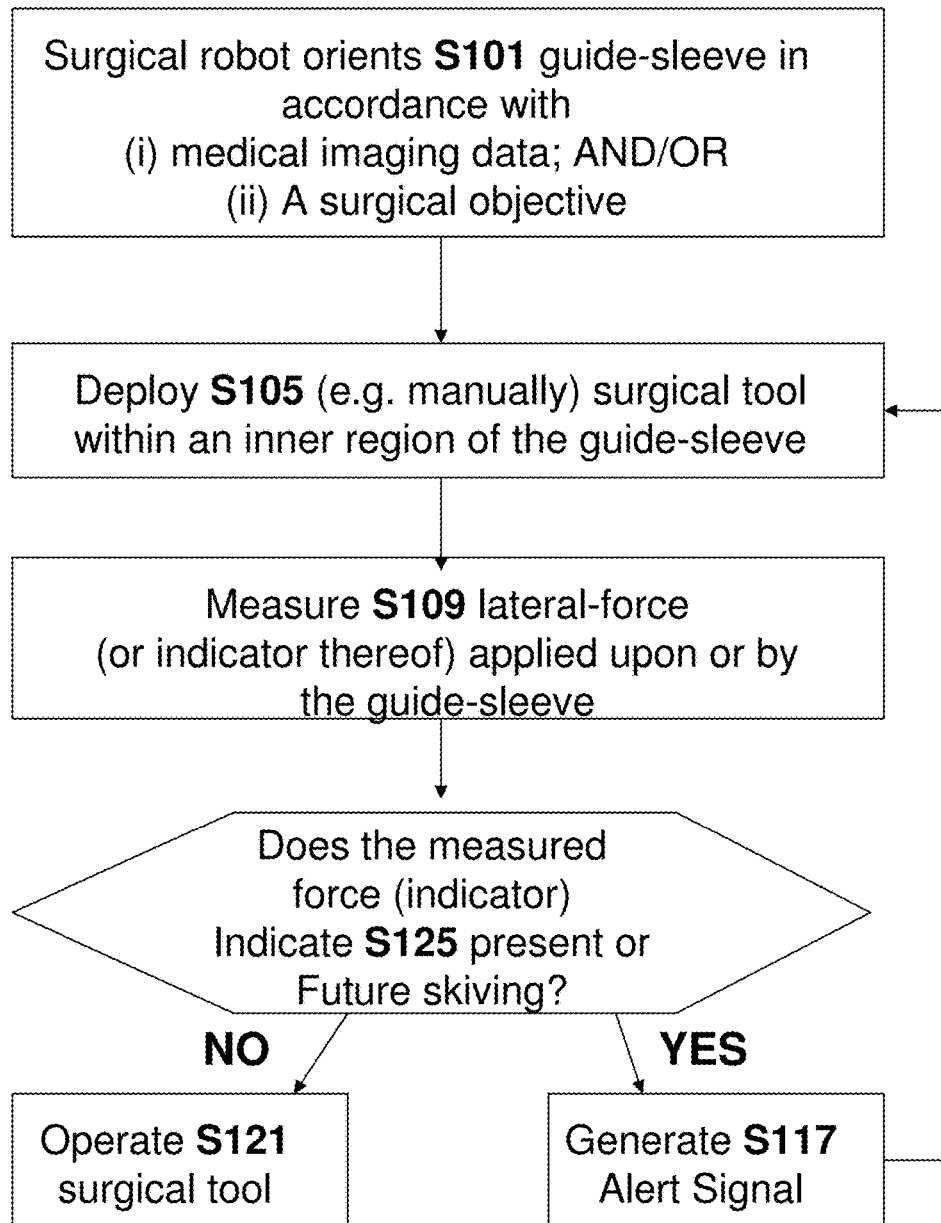 Surgical robot orients S101 guide-sleeve in
accordance with
(i) medical imaging data; AND/OR
(ii) A surgical objective
Deploy S105 (e.g. manually) surgical tool
within an inner region of the guide-sleeve
Measure S109 lateral-force
(or indicator thereof) applied upon or by
the guide-sleeve
Does the measured
force (indicator)
Indicate S125 present or
Future skiving?
NO
YES
Operate S121
surgical tool
Generate S117
Alert Signal